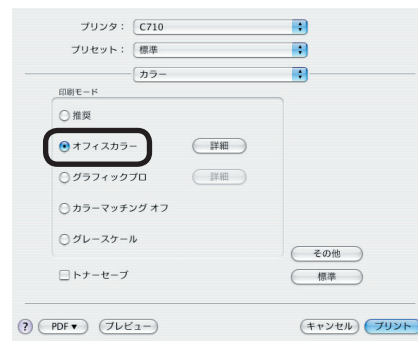 プリンタ： C710
プリセット： 標準
カラー
印刷モード
推奨
オフィスカラー 詳細
グラフィックプロ 詳細
カラーマッチング オフ
グレースケール
その他
トナーセーブ 標準
? PDF▼ プレビュー キャンセル プリント